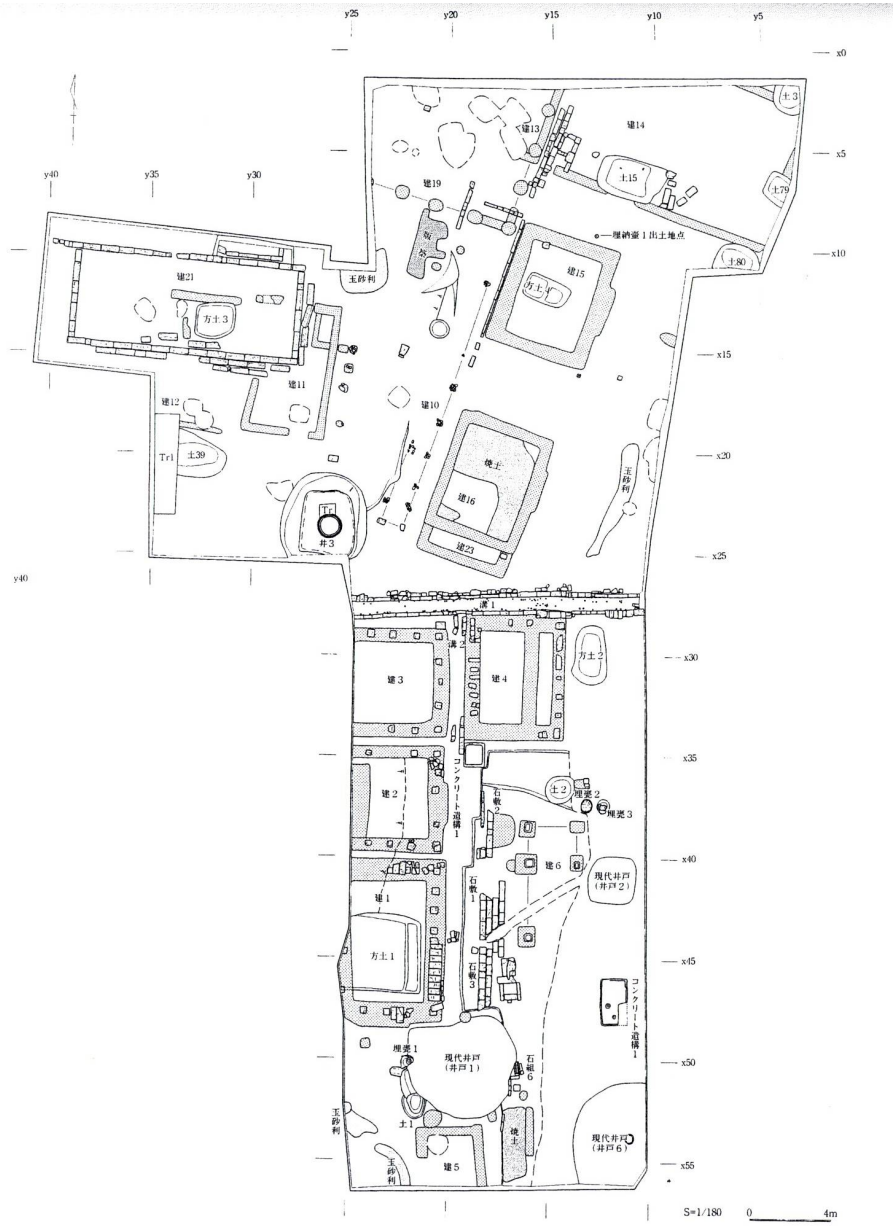 y25
y20
y15
y10
y5
x0
土3
建13
建14
x5
y40
y35
y30
建19
土15
土79
埋納壷1出土地点
x10
土80
建21
玉砂利
建15
方土3
x15
建11
建12
建10
Tr1
土39
焼土
玉砂利
x20
Tr
建16
井3
建23
x25
y40
溝1
溝2
方土2
x30
建3
建4
x35
コンクリート遺構1
建2
石敷2
土2
埋甕2
埋甕3
x40
建6
現代井戸
(井戸2)
石敷1
建1
方土1
石敷3
x45
コンクリート遺構1
埋甕1
現代井戸
(井戸1)
石組6
x50
土1
玉砂利
焼土
現代井戸
(井戸6)
玉砂利
建5
x55
S=1/180 0 4m